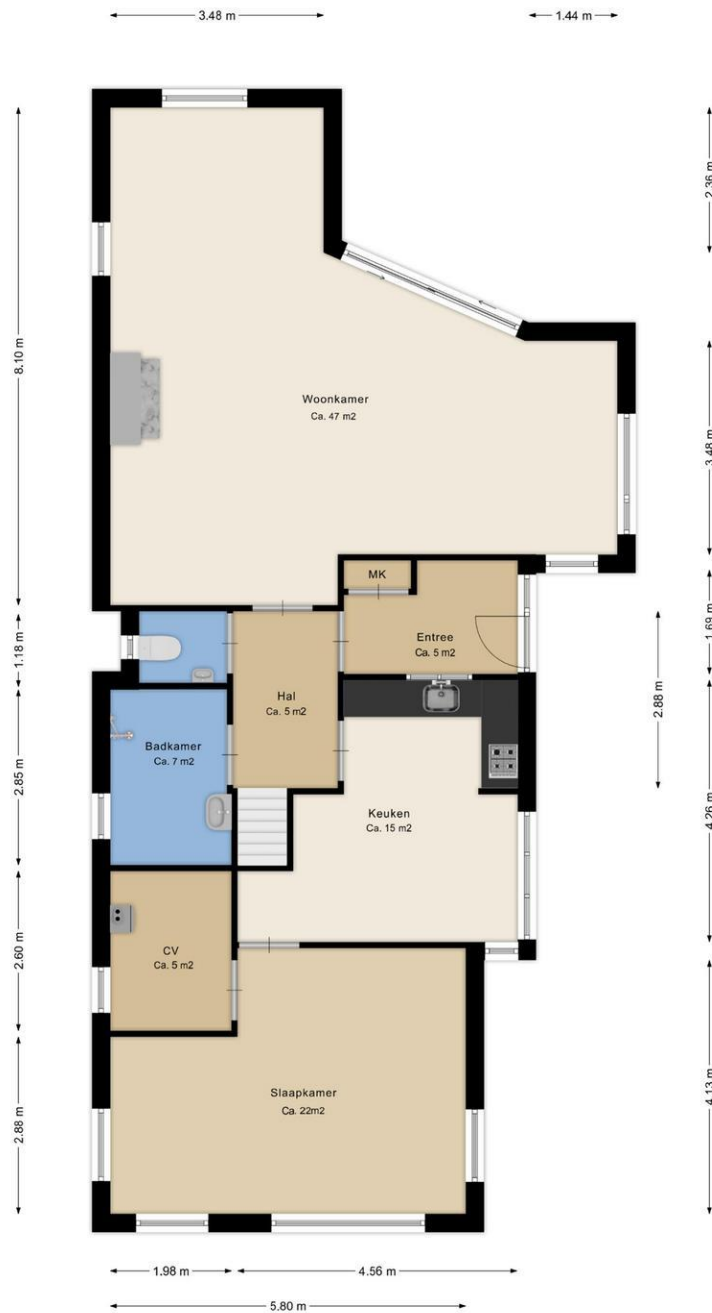 3.48 m
1.44 m
2.36 m
8.10 m
Woonkamer
Ca. 47 m2
3.48 m
MK
1.69 m
Entree
Ca. 5 m2
1.18 m
2.88 m
Hal
Ca. 5 m2
Badkamer
Ca. 7 m2
2.85 m
Keuken
Ca. 15 m2
4.26 m
CV
Ca. 5 m2
2.60 m
Slaapkamer
Ca. 22m2
4.13 m
2.88 m
1.98 m
4.56 m
5.80 m